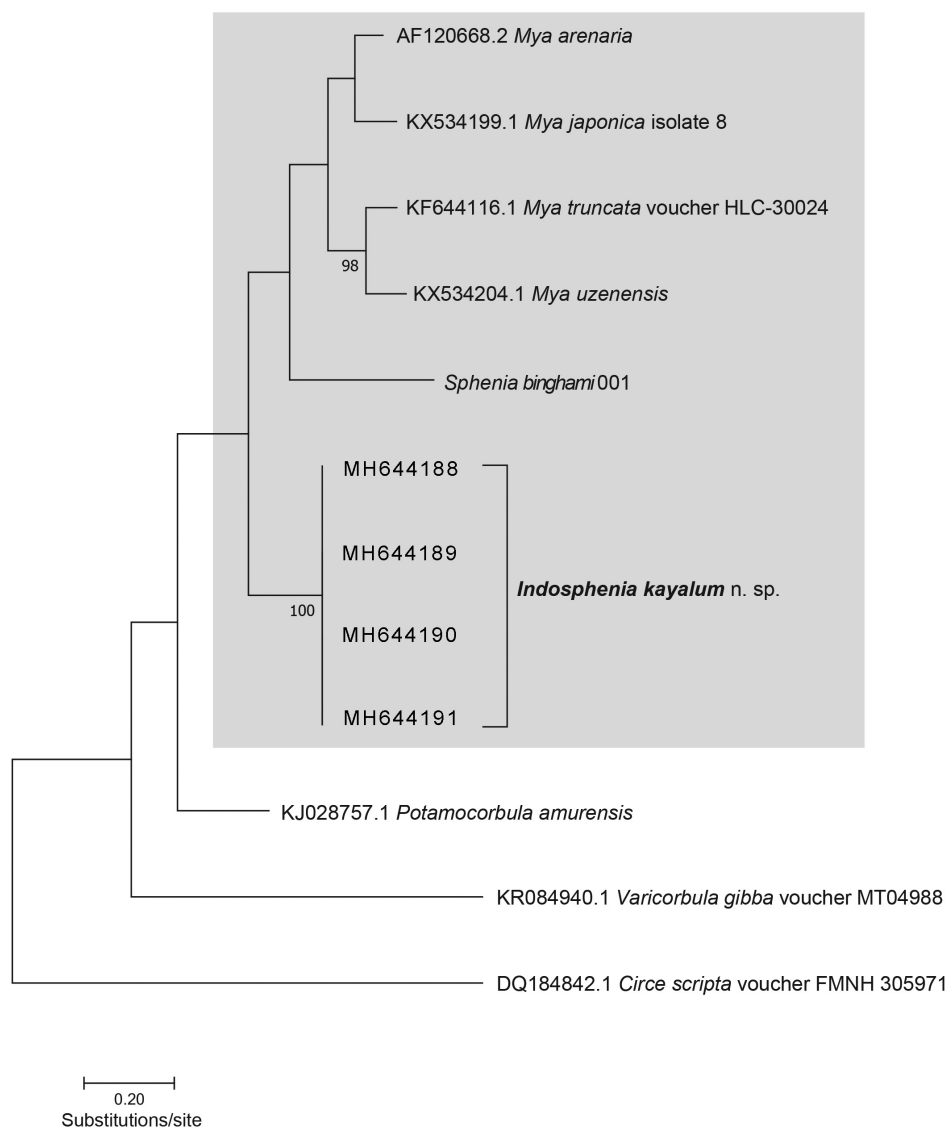 AF120668.2 Mya arenaria
KX534199.1 Mya japonica isolate 8
KF644116.1 Mya truncata voucher HLC-30024
98
KX534204.1 Mya uzenensis
Sphenia binghami 001
MH644188
MH644189
Indosphenia kayalum n. sp.
100
MH644190
MH644191
KJ028757.1 Potamocorbula amurensis
KR084940.1 Varicorbula gibba voucher MT04988
DQ184842.1 Circe scripta voucher FMNH 305971
0.20
Substitutions/site